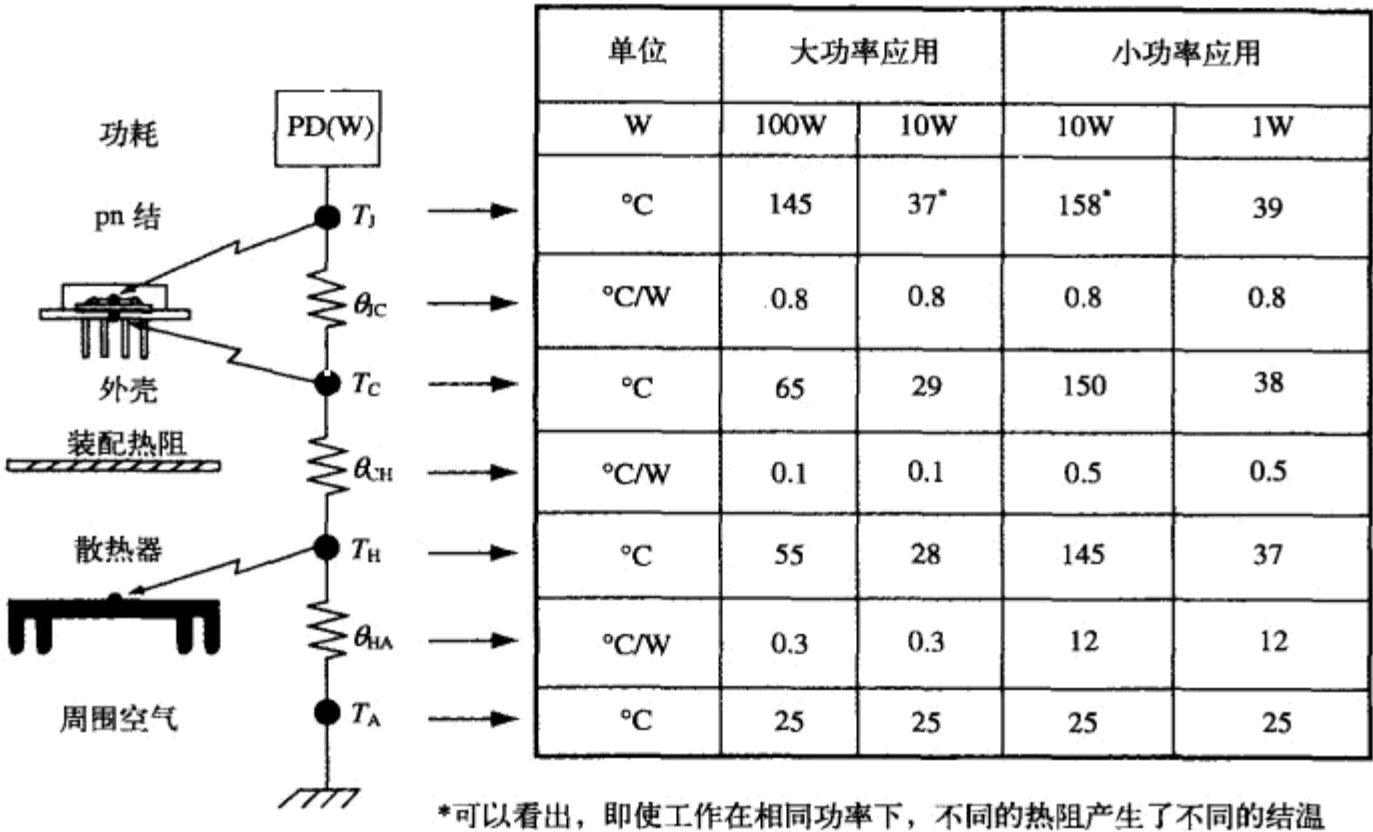 单位 大功率应用 小功率应用
功耗 PD(W) W 100W 10W 10W 1W
pn 结 TJ °C 145 37* 158* 39
θJC °C/W 0.8 0.8 0.8 0.8
外壳 TC °C 65 29 150 38
装配热阻 θCH °C/W 0.1 0.1 0.5 0.5
散热器 TH °C 55 28 145 37
θHA °C/W 0.3 0.3 12 12
周围空气 TA °C 25 25 25 25
*可以看出，即使工作在相同功率下，不同的热阻产生了不同的结温